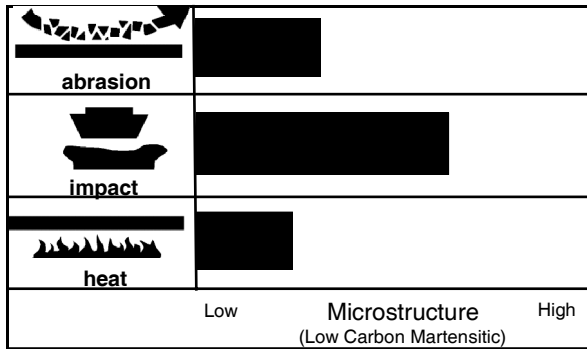 abrasion
impact
heat
Low Microstructure High
(Low Carbon Martensitic)